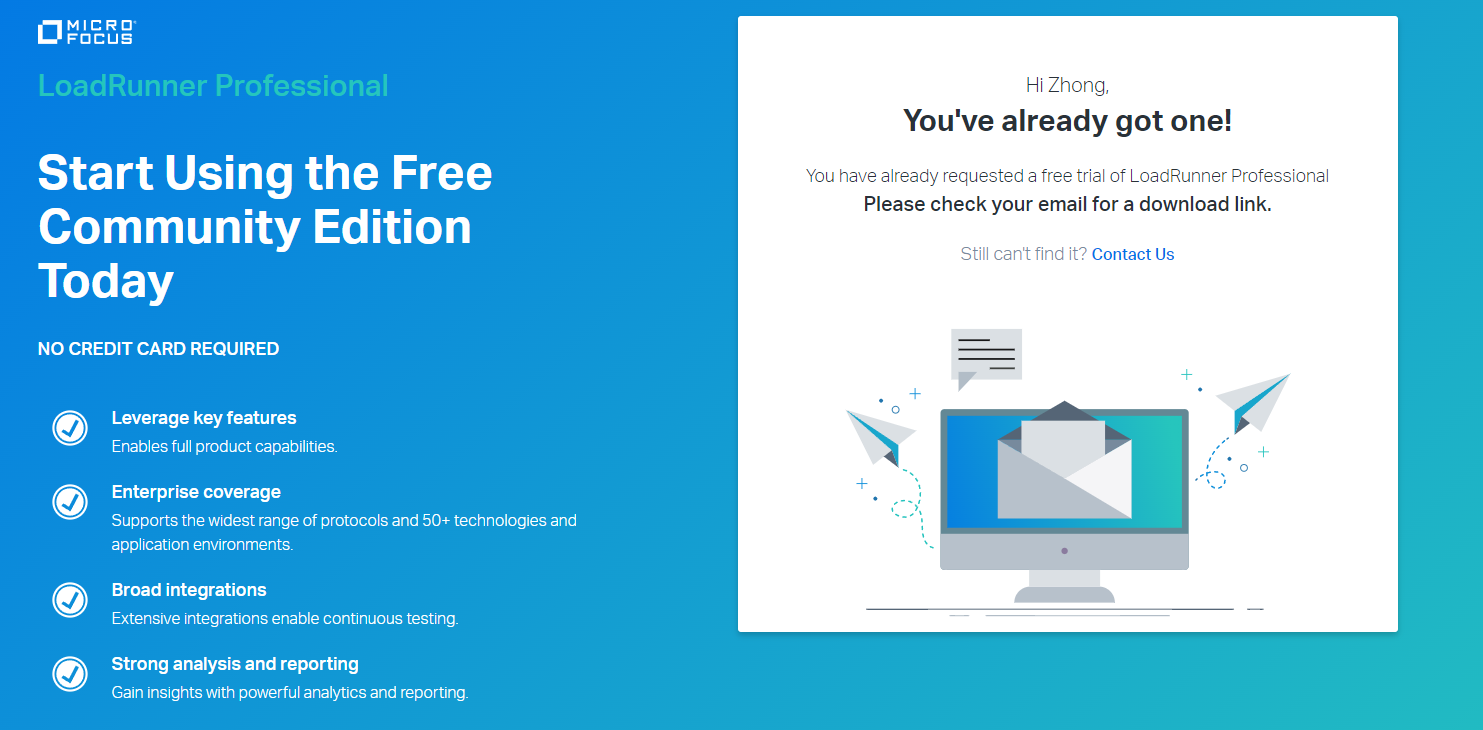 MICRO
FOCUS
LoadRunner Professional
Start Using the Free
Community Edition
Today
NO CREDIT CARD REQUIRED
Leverage key features
Enables full product capabilities.
Enterprise coverage
Supports the widest range of protocols and 50+ technologies and
application environments.
Broad integrations
Extensive integrations enable continuous testing.
Strong analysis and reporting
Gain insights with powerful analytics and reporting.
Hi Zhong,
You've already got one!
You have already requested a free trial of LoadRunner Professional
Please check your email for a download link.
Still can't find it? Contact Us